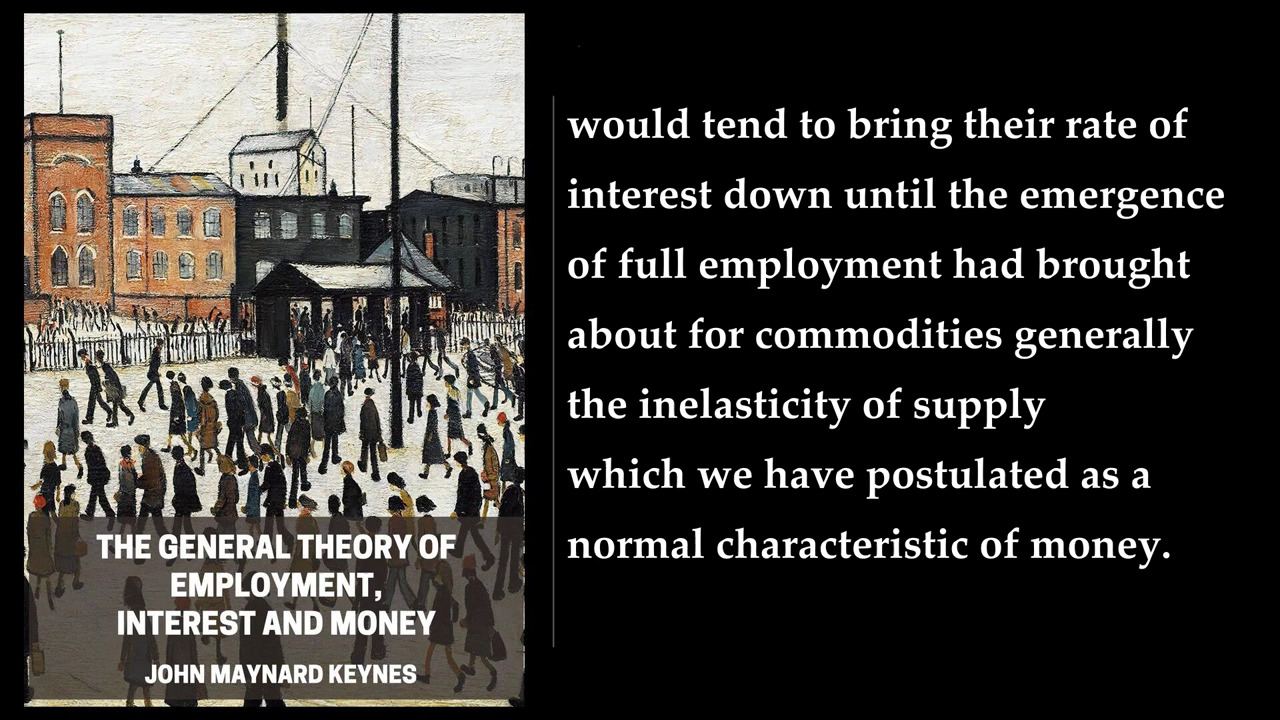 THE GENERAL THEORY OF
EMPLOYMENT,
INTEREST AND MONEY
JOHN MAYNARD KEYNES
would tend to bring their rate of
interest down until the emergence
of full employment had brought
about for commodities generally
the inelasticity of supply
which we have postulated as a
normal characteristic of money.